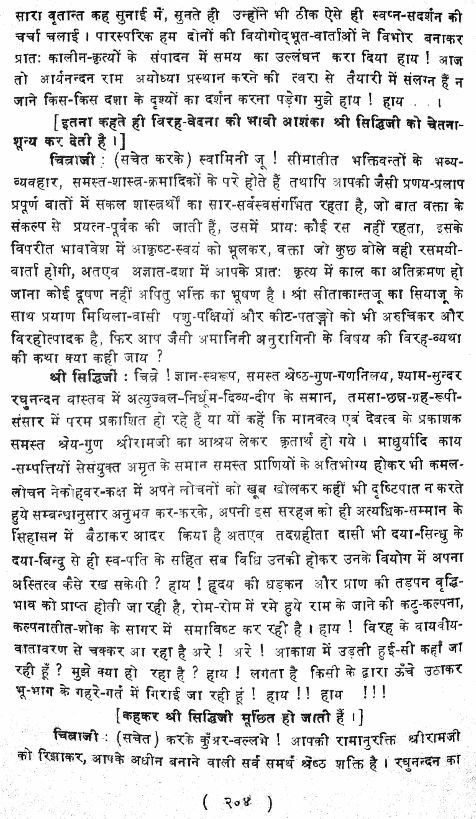 सारा बृतान्त कह सुनाई में, सुनते ही उन्होंने भी ठीक ऐसे ही स्वप्न-सदर्शन की
चर्चा चलाई । पारस्परिक हम दोनों की वियोगोद्भूत-वार्ताओं ने विभोर बनाकर
प्रातः कालीन-कृत्यों के संपादन में समय का उल्लंघन करा दिया हाय ! आज
तो आर्यनन्दन राम अयोध्या प्रस्थान करने की त्वरा से तैयारी में संलग्न हैं न
जाने किस-किस दशा के दृश्यों का दर्शन करना पड़ेगा मुझे हाय ! हाय . . . ।
[इतना कहते ही विरह-बेदना की भावी आशंका श्री सिद्धिजी को चेतना-
शून्य कर देती है ।]
चित्राजी : (सचेत करके) स्वामिनी जू ! सीमातीत भक्तिवन्तों के भव्य-
व्यवहार, समस्त-शास्त्र-क्रमादिकों के परे होते हैं तथापि आपकी जैसी प्रणय-प्रलाप
प्रपूर्ण बातों में सकल शास्त्रर्थों का सार-सर्वस्वसंगर्भित रहता है, जो बात वक्ता के
संकल्प से प्रयत्न-पूर्वक की जाती हैं, उसमें प्रायः कोई रस नहीं रहता, इसके
विपरीत भावावेश में आकृष्ट-स्वयं को भूलकर, वक्ता जो कुछ बोले वही रसमयी
वार्ता होगी, अतएव अज्ञात-दशा में आपके प्रातः कृत्य में काल का अतिक्रमण हो
जाना कोई दूषण नहीं अपितु भक्ति का भूषण है । श्री सीताकान्तजू का सियाजू के
साथ प्रयाण मिथिला-वासी पशु-पक्षियों और कीट-पतङ्गों को भी अरुचिकर और
विरहोत्पादक है, फिर आप जैसी अमानिनी अनुरागिनी के विषय की विरह-व्यथा
की कथा क्या कही जाय ?
श्री सिद्धिजी : चित्रे ! ज्ञान-स्वरूप, समस्त श्रेष्ठ-गुण-गणनिलय, श्याम-सुन्दर
रघुनन्दन वास्तव में अत्युज्वल-निर्धूम-दिव्य-दीप के समान, तमसा-छन्न-ग्रह-रूपी-
संसार में परम प्रकाशित हो रहे हैं या यों कहें कि मानवत्व एवं देवत्व के प्रकाशक
समस्त श्रेय-गुण श्रीरामजी का आश्रय लेकर कृतार्थ हो गये । माधुर्यादि काय
-सम्पत्तियों सेसंयुक्त अमृत के समान समस्त प्राणियों के अतिभोग्य होकर भी कमल-
लोचन नेकोहवर-कक्ष में अपने लोचनों को खूब खोलकर कहीं भी दृष्टिपात न करते
हुये सम्बन्धानुसार अनुभव कर-करके, अपनी इस सरहज को ही अत्यधिक-सम्मान के
सिंहासन में बैठाकर आदर किया है अतएव तदग्रहीता दासी भी दया-सिन्धु के
दया-बिन्दु से ही स्व-पति के सहित सब विधि उनकी होकर उनके वियोग में अपना
अस्तित्व कैसे रख सकेगी ? हाय ! हृदय की धड़कन और प्राण की तड़पन बृद्धि-
भाव को प्राप्त होती जा रही है, रोम-रोम में रमे हुये राम के जाने की कटु-कल्पना,
कल्पनातीत-शोक के सागर में समाविष्ट कर रही है । हाय ! विरह के वायवीय-
वातावरण से चक्कर आ रहा है अरे ! अरे ! आकाश में उड़ती हुई-सी कहां जा
रही हूँ ? मुझे क्या हो रहा है ? हाय ! लगता है किसी के द्वारा ऊँचे उठाकर
भू-भाग के गहरे-गर्त में गिराई जा रही हूं ! हाय !! हाय !!!
[कहकर श्री सिद्धिजी मूर्छित हो जाती हैं ।]
चित्राजी : (सचेत) करके कुँअर-वल्लभे ! आपकी रामानुरक्ति श्रीरामजी
को रिझाकर, आपके अधीन बनाने वाली सर्व समर्थ श्रेष्ठ शक्ति है । रघुनन्दन का
( २०४ )